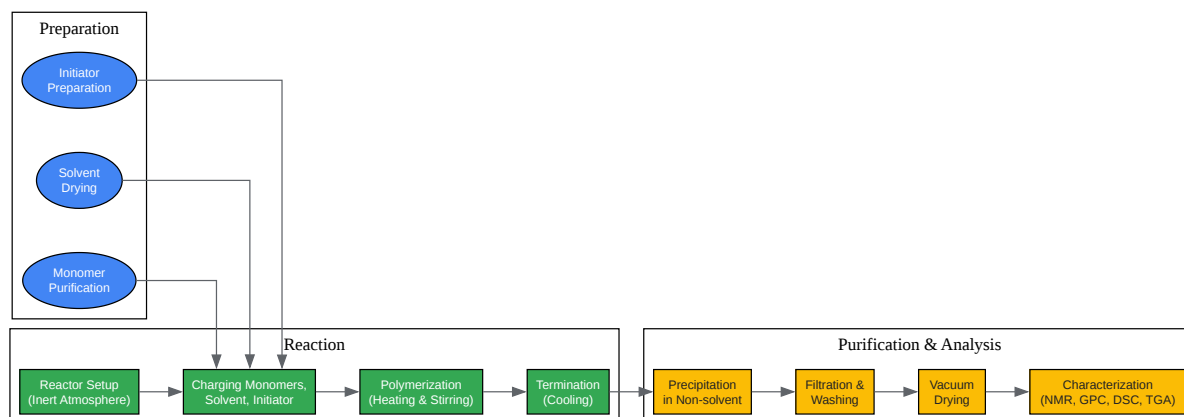 Preparation
Initiator
Preparation
Solvent
Drying
Monomer
Purification
Reaction
Reactor Setup
(Inert Atmosphere)
Charging Monomers,
Solvent, Initiator
Polymerization
(Heating & Stirring)
Termination
(Cooling)
Purification & Analysis
Precipitation
in Non-solvent
Filtration &
Washing
Vacuum
Drying
Characterization
(NMR, GPC, DSC, TGA)